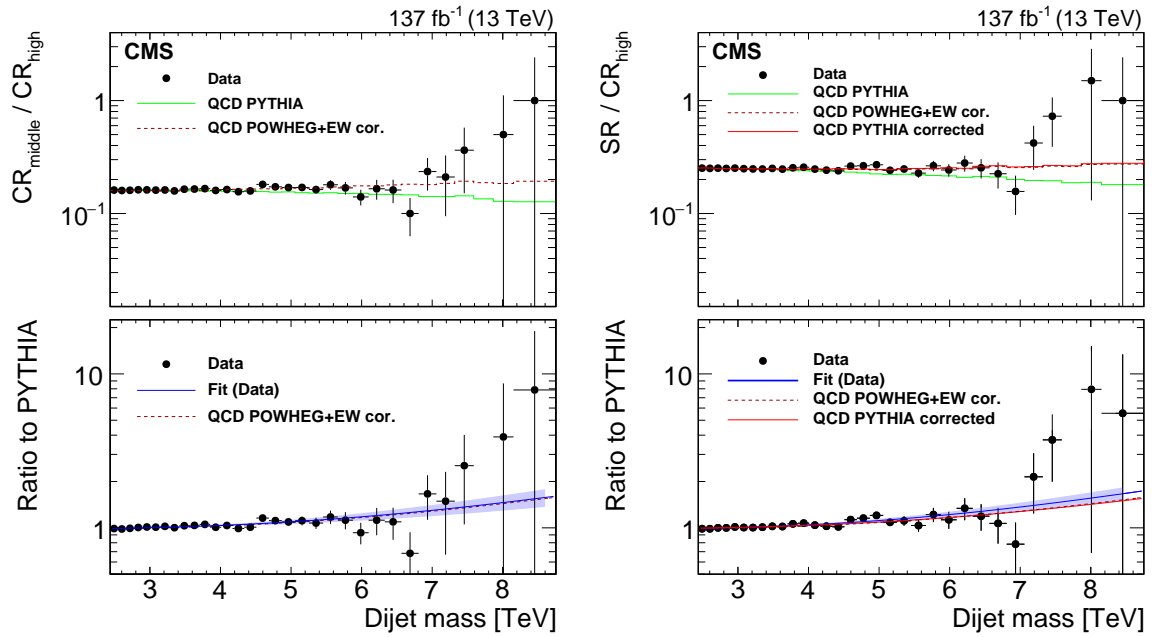 137 fb-1 (13 TeV)
CMS
Data
QCD PYTHIA
QCD POWHEG+EW cor.
CRmiddle / CRhigh
1
10−1
Data
Fit (Data)
QCD POWHEG+EW cor.
Ratio to PYTHIA
10
1
3 4 5 6 7 8
Dijet mass [TeV]
137 fb-1 (13 TeV)
CMS
Data
QCD PYTHIA
QCD POWHEG+EW cor.
QCD PYTHIA corrected
SR / CRhigh
1
10−1
Data
Fit (Data)
QCD POWHEG+EW cor.
QCD PYTHIA corrected
Ratio to PYTHIA
10
1
3 4 5 6 7 8
Dijet mass [TeV]